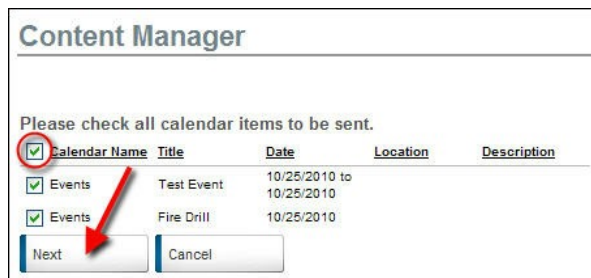 Content Manager
Please check all calendar items to be sent.
Calendar Name Title Date Location Description
Events Test Event 10/25/2010 to 10/25/2010
Events Fire Drill 10/25/2010
Next Cancel